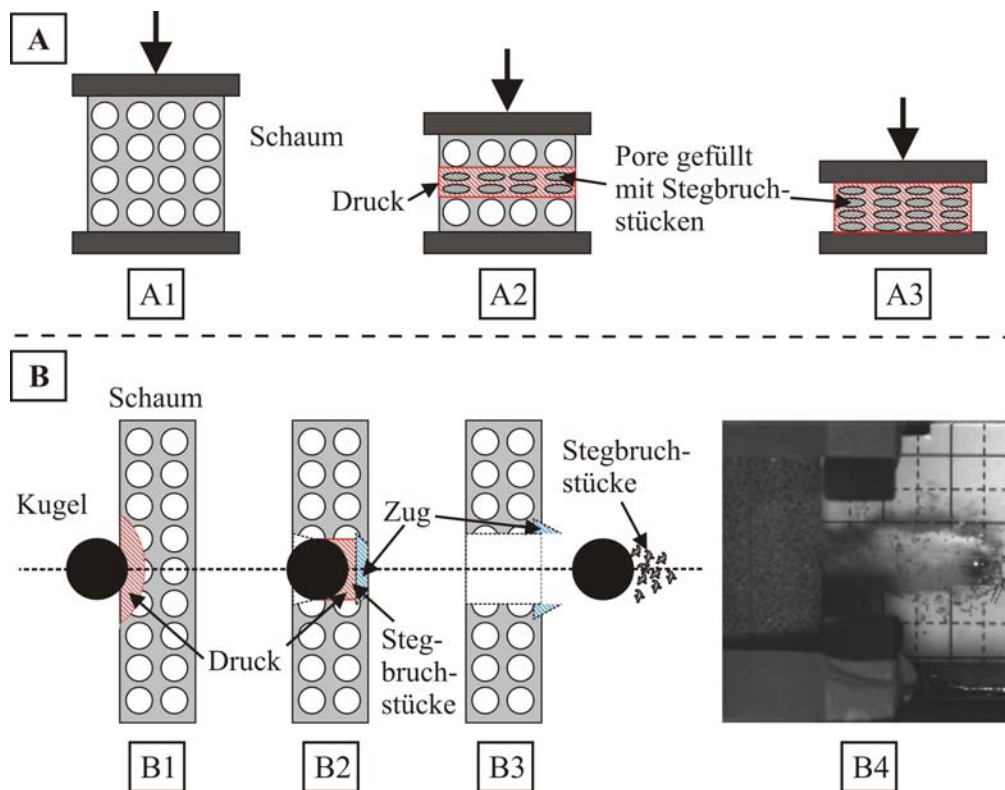 A
Schaum
Druck
Pore gefüllt
mit Stegbruch-
stücken
A1
A2
A3
B
Schaum
Kugel
Druck
Zug
Steg-
bruch-
stücke
Stegbruch-
stücke
B1
B2
B3
B4